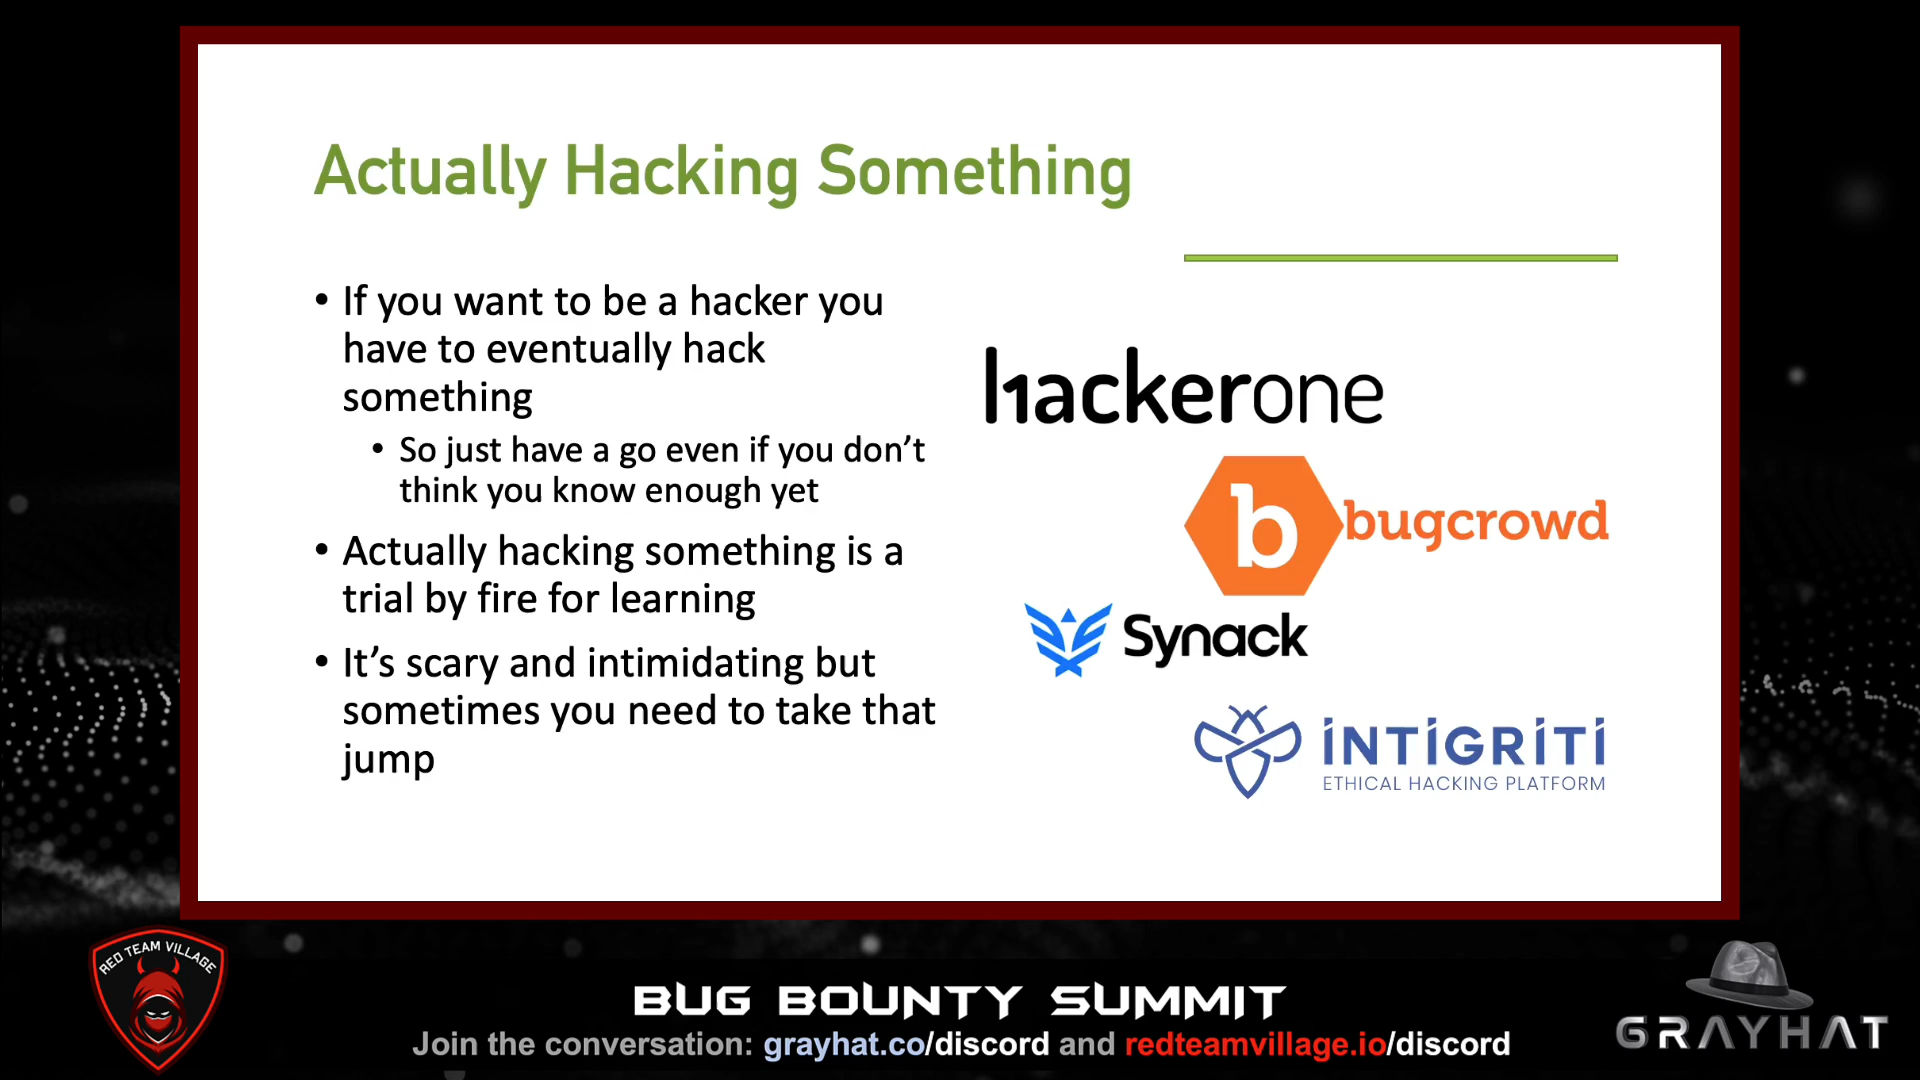 Actually Hacking Something
• If you want to be a hacker you
have to eventually hack
something
• So just have a go even if you don’t
think you know enough yet
• Actually hacking something is a
trial by fire for learning
• It’s scary and intimidating but
sometimes you need to take that
jump
hackerone
b bugcrowd
Synack
INTIGRITI
ETHICAL HACKING PLATFORM
RED TEAM VILLAGE
BUG BOUNTY SUMMIT
Join the conversation: grayhat.co/discord and redteamvillage.io/discord
GRAYHAT